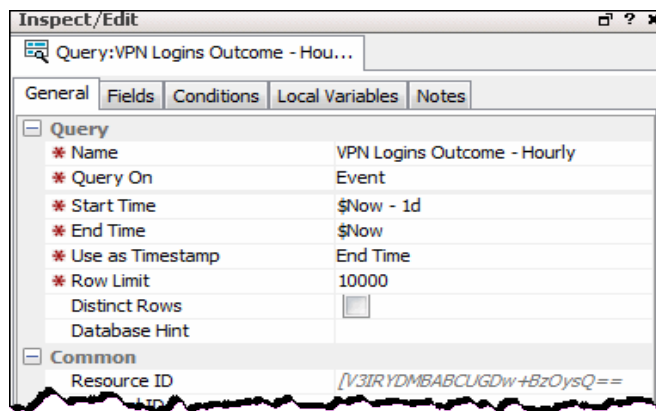 Inspect/Edit
Query:VPN Logins Outcome - Hou...
General Fields Conditions Local Variables Notes
Query
* Name VPN Logins Outcome - Hourly
* Query On Event
* Start Time $Now - 1d
* End Time $Now
* Use as Timestamp End Time
* Row Limit 10000
Distinct Rows
Database Hint
Common
Resource ID [V3IRYDMBABCUGDw+BzOysQ==